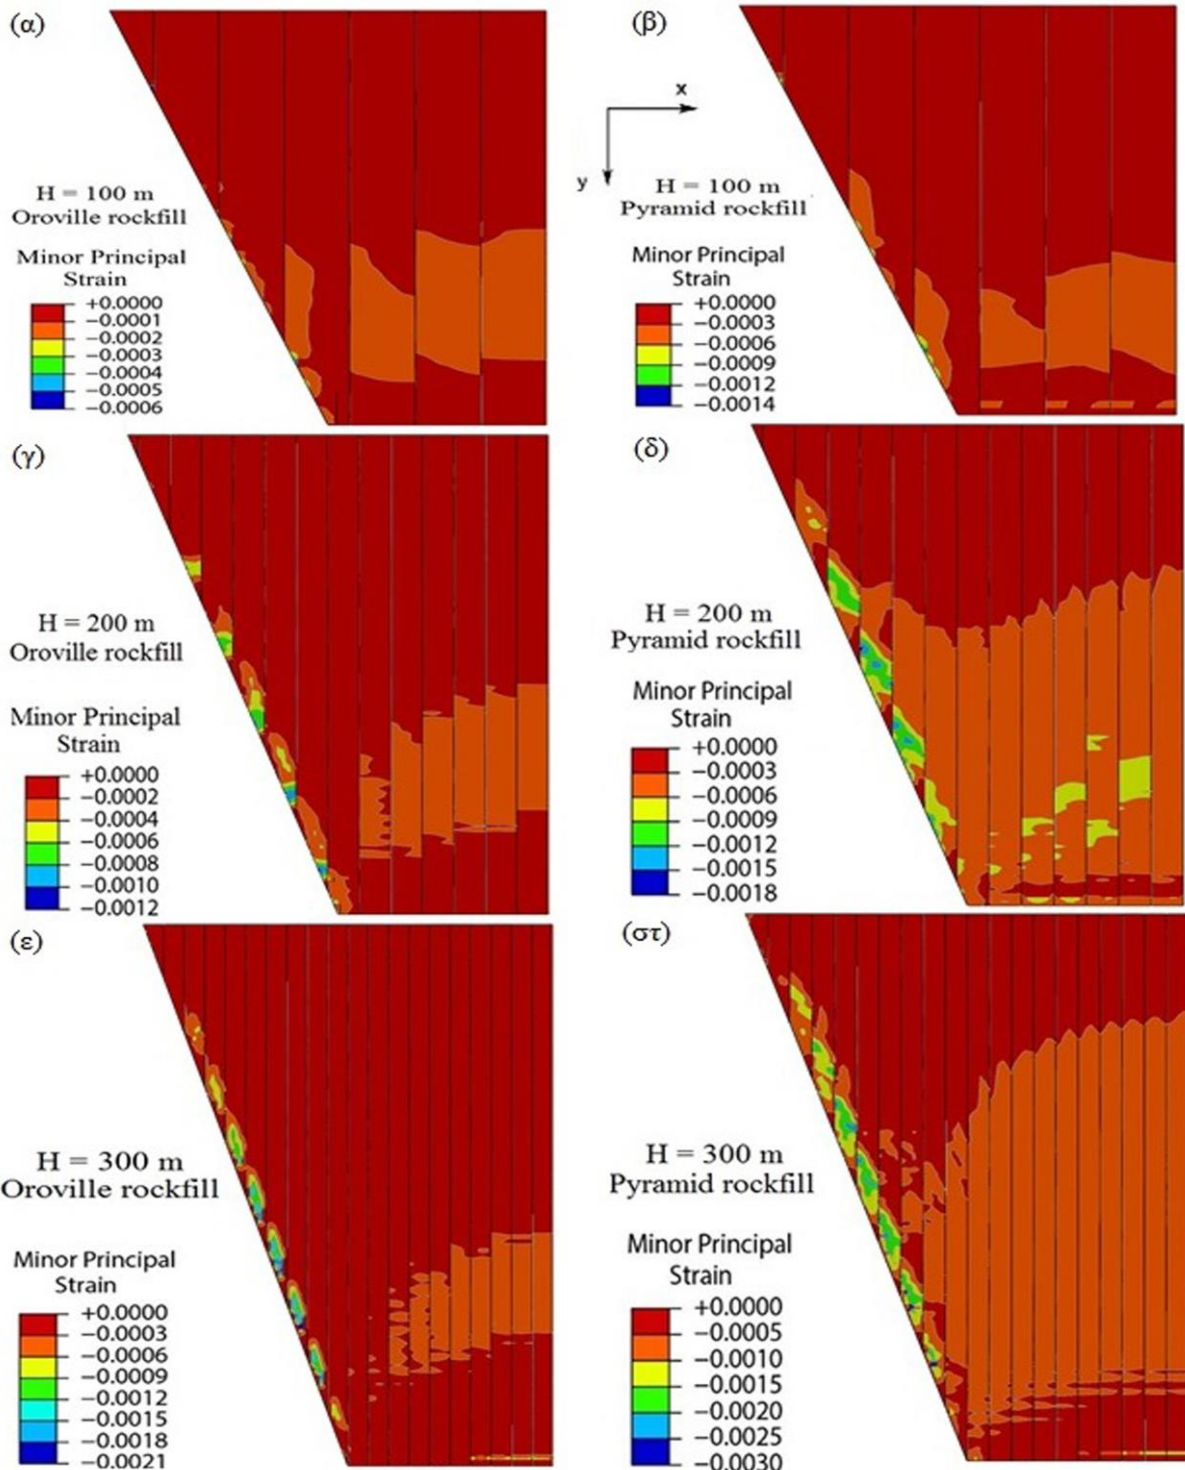 (α)
H = 100 m
Oroville rockfill
Minor Principal
Strain
+0.0000
−0.0001
−0.0002
−0.0003
−0.0004
−0.0005
−0.0006
(β)
x
y
H = 100 m
Pyramid rockfill
Minor Principal
Strain
+0.0000
−0.0003
−0.0006
−0.0009
−0.0012
−0.0014
(γ)
H = 200 m
Oroville rockfill
Minor Principal
Strain
+0.0000
−0.0002
−0.0004
−0.0006
−0.0008
−0.0010
−0.0012
(δ)
H = 200 m
Pyramid rockfill
Minor Principal
Strain
+0.0000
−0.0003
−0.0006
−0.0009
−0.0012
−0.0015
−0.0018
(ε)
H = 300 m
Oroville rockfill
Minor Principal
Strain
+0.0000
−0.0003
−0.0006
−0.0009
−0.0012
−0.0015
−0.0018
−0.0021
(στ)
H = 300 m
Pyramid rockfill
Minor Principal
Strain
+0.0000
−0.0005
−0.0010
−0.0015
−0.0020
−0.0025
−0.0030